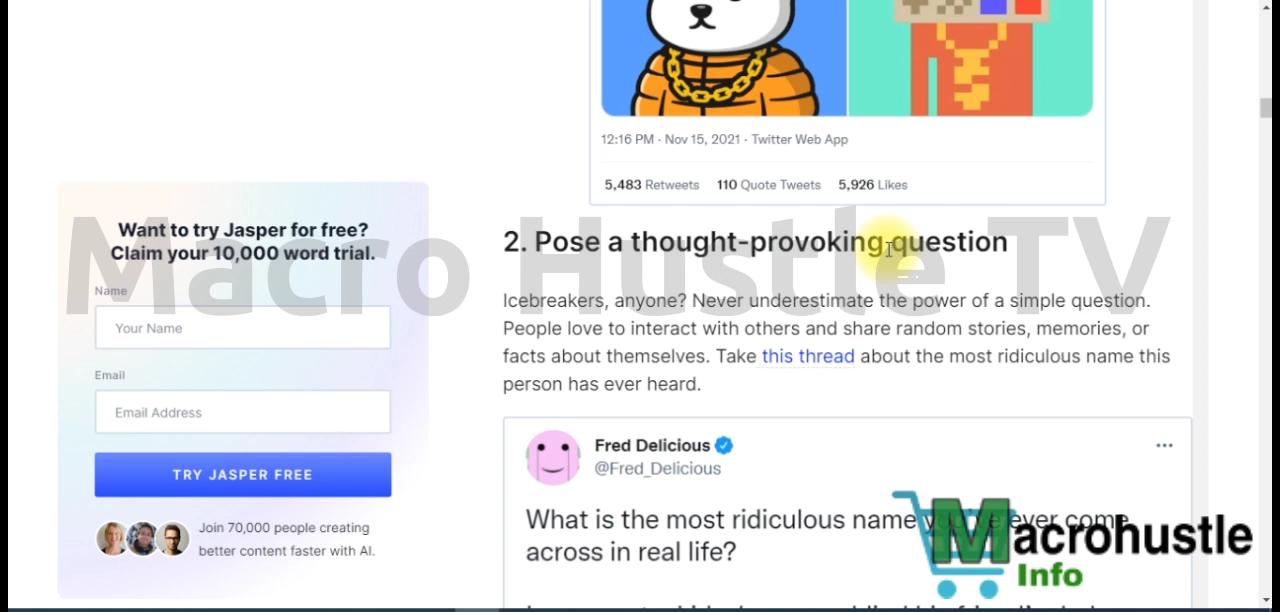 12:16 PM · Nov 15, 2021 · Twitter Web App
5,483 Retweets 110 Quote Tweets 5,926 Likes
Want to try Jasper for free?
Claim your 10,000 word trial.
Name
Your Name
Email
Email Address
TRY JASPER FREE
Join 70,000 people creating
better content faster with AI.
2. Pose a thought-provoking question
Icebreakers, anyone? Never underestimate the power of a simple question.
People love to interact with others and share random stories, memories, or
facts about themselves. Take this thread about the most ridiculous name this
person has ever heard.
Fred Delicious
@Fred_Delicious
What is the most ridiculous name you've ever come
across in real life?
Macro Hustle TV
Macrohustle
Info